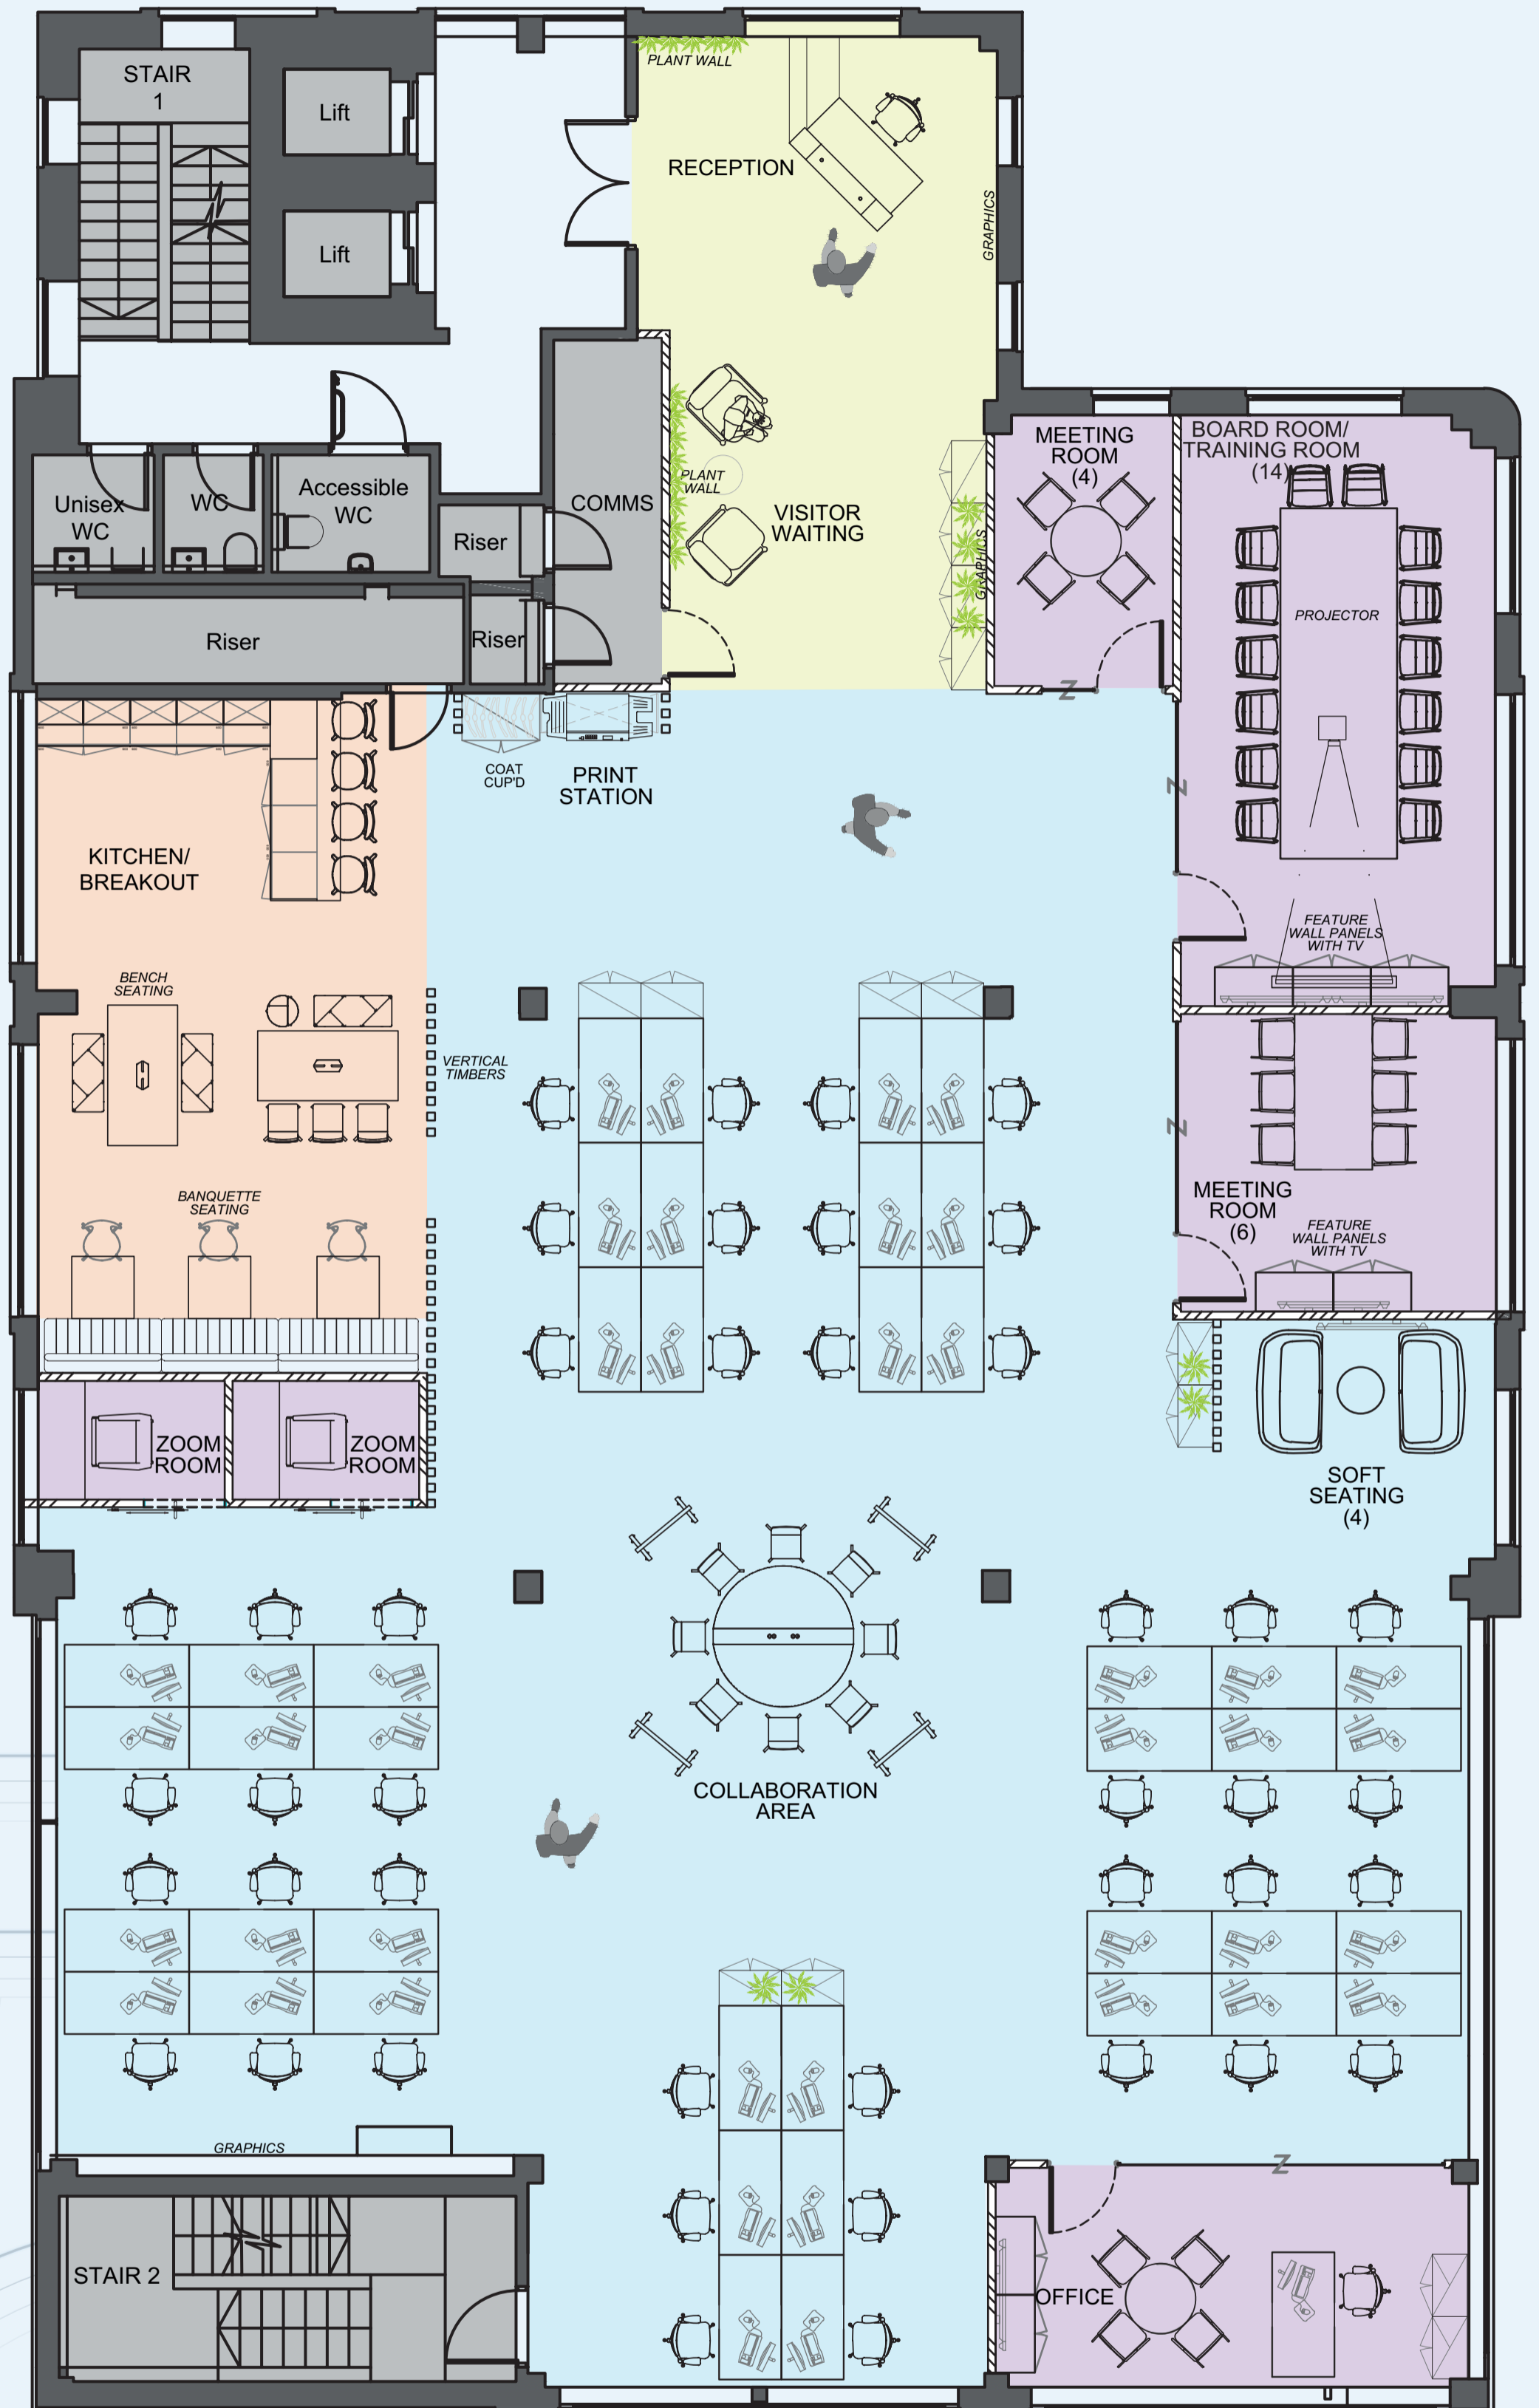 STAIR
1
Lift
Lift
PLANT WALL
RECEPTION
GRAPHICS
Unisex
WC
WC
Accessible
WC
Riser
COMMS
PLANT
WALL
VISITOR
WAITING
GRAPHICS
MEETING
ROOM
(4)
BOARD ROOM/
TRAINING ROOM
(14)
PROJECTOR
Riser
Riser
Z
COAT
CUP'D
PRINT
STATION
Z
KITCHEN/
BREAKOUT
FEATURE
WALL PANELS
WITH TV
BENCH
SEATING
VERTICAL
TIMBERS
Z
BANQUETTE
SEATING
MEETING
ROOM
(6)
FEATURE
WALL PANELS
WITH TV
ZOOM
ROOM
ZOOM
ROOM
SOFT
SEATING
(4)
COLLABORATION
AREA
GRAPHICS
Z
STAIR 2
OFFICE